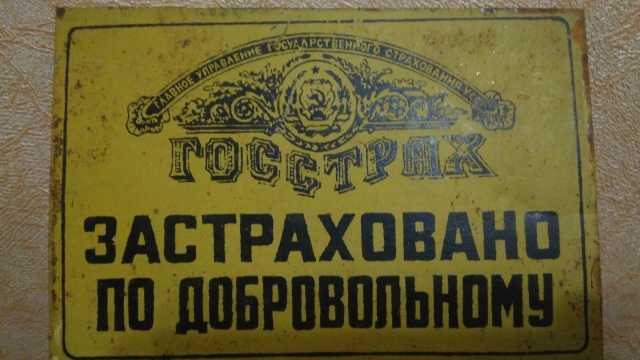 ГЛАВНОЕ УПРАВЛЕНИЕ ГОСУДАРСТВЕННОГО СТРАХОВАНИЯ
ГОССТРАХ
ЗАСТРАХОВАНО
ПО ДОБРОВОЛЬНОМУ